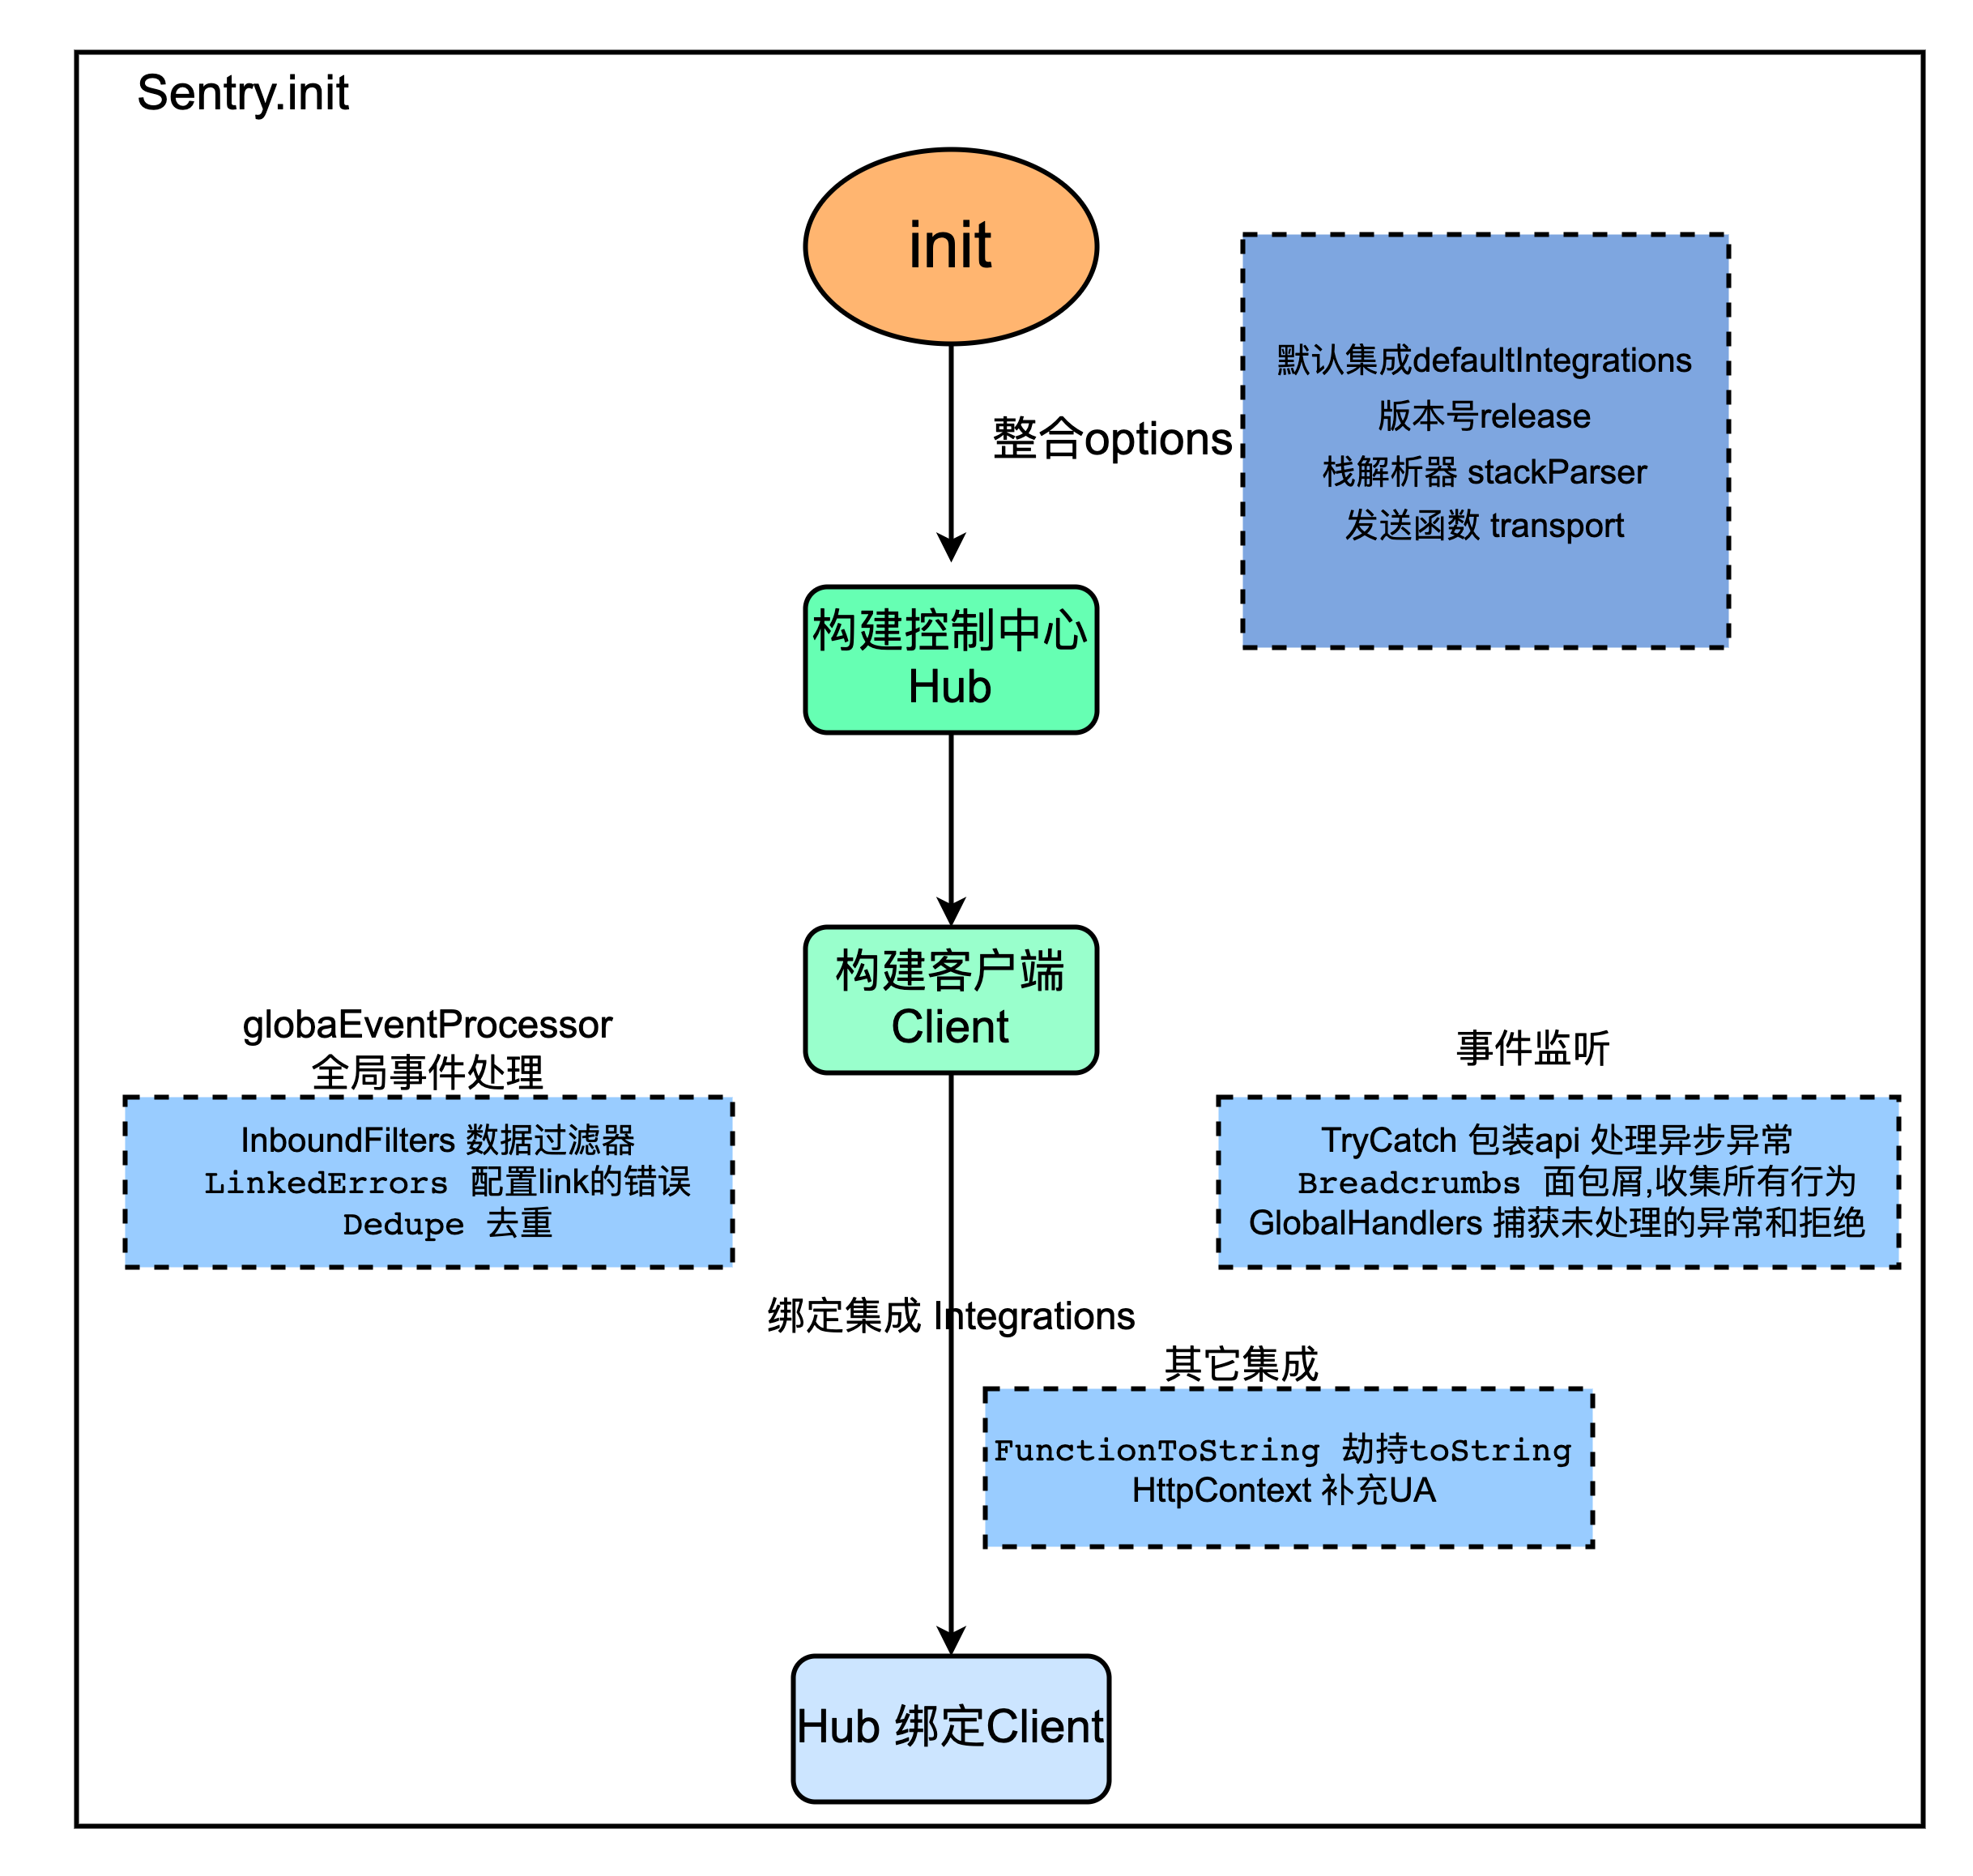 Sentry.init
init
整合options
默认集成defaultIntegrations
版本号release
栈解析器 stackParser
发送函数 transport
构建控制中心
Hub
构建客户端
Client
globaEventProcessor
全局事件处理
InboundFilters 数据过滤器
LinkedErrors 配置link的错误
Dedupe 去重
事件监听
TryCatch 包装api 处理异步异常
Breadcrumbs 面包屑,收集所有行为
GlobalHandlers 捕获未处理的异常和拒绝
绑定集成 Integrations
其它集成
FunctionToString 劫持toString
HttpContext 补充UA
Hub 绑定Client